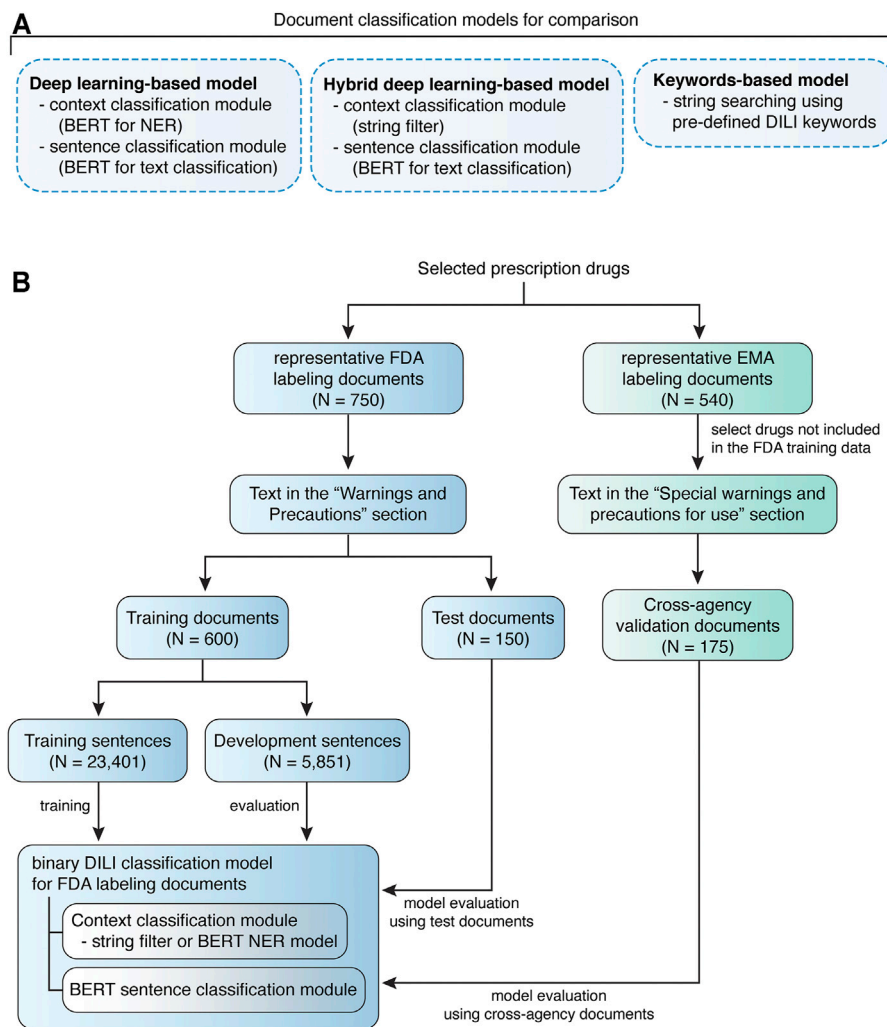 A
Document classification models for comparison
Deep learning-based model
- context classification module
(BERT for NER)
- sentence classification module
(BERT for text classification)
Hybrid deep learning-based model
- context classification module
(string filter)
- sentence classification module
(BERT for text classification)
Keywords-based model
- string searching using
pre-defined DILI keywords
B
Selected prescription drugs
representative FDA
labeling documents
(N = 750)
representative EMA
labeling documents
(N = 540)
select drugs not included
in the FDA training data
Text in the “Warnings and
Precautions” section
Text in the “Special warnings and
precautions for use” section
Training documents
(N = 600)
Test documents
(N = 150)
Cross-agency
validation documents
(N = 175)
Training sentences
(N = 23,401)
Development sentences
(N = 5,851)
training
evaluation
binary DILI classification model
for FDA labeling documents
Context classification module
- string filter or BERT NER model
BERT sentence classification module
model evaluation
using test documents
model evaluation
using cross-agency documents